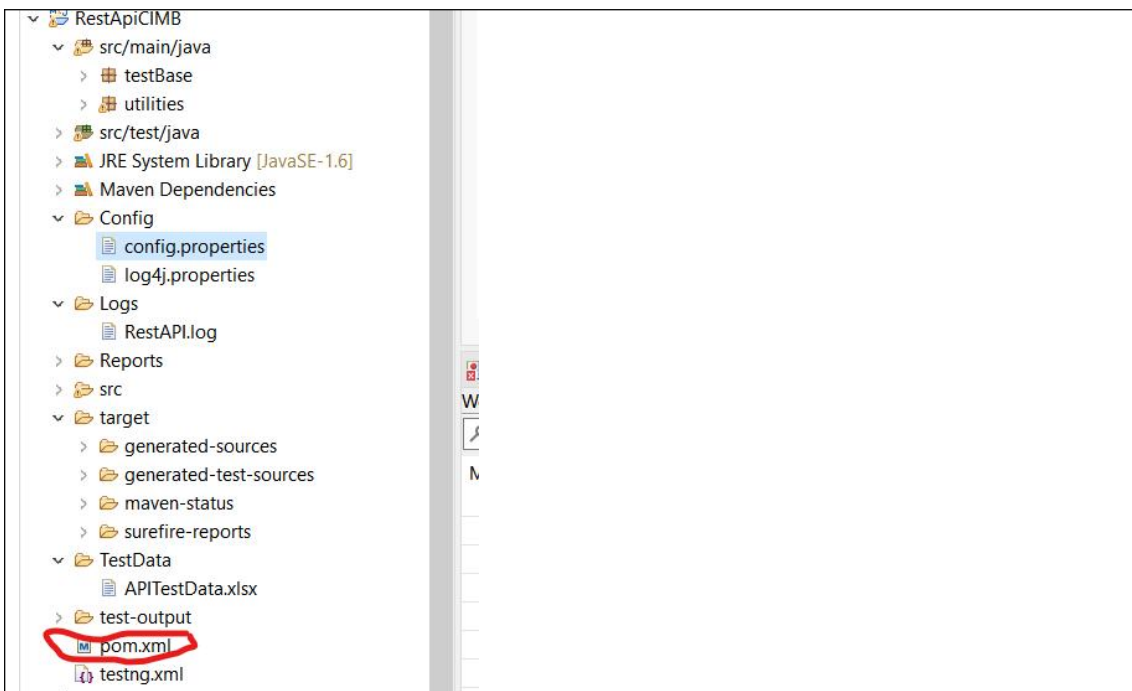 RestApiCIMB
src/main/java
testBase
utilities
src/test/java
JRE System Library [JavaSE-1.6]
Maven Dependencies
Config
config.properties
log4j.properties
Logs
RestAPI.log
Reports
src
target
generated-sources
generated-test-sources
maven-status
surefire-reports
TestData
APITestData.xlsx
test-output
pom.xml
testng.xml